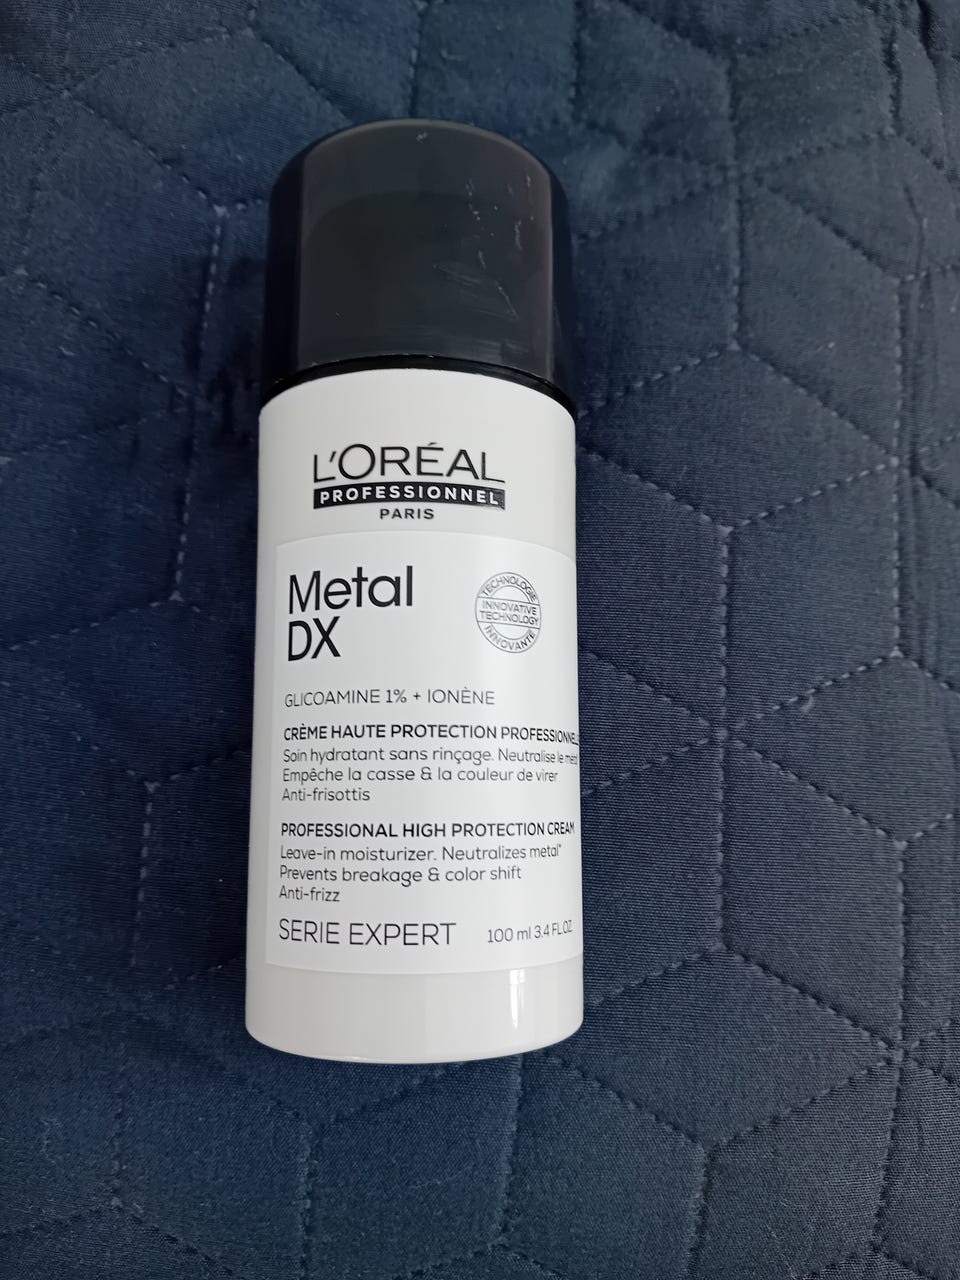 L'ORÉAL
PROFESSIONNEL
PARIS
Metal
DX
TECHNOLOGIE
INNOVATIVE
TECHNOLOGY
INNOVANTE
GLICOAMINE 1% + IONÈNE
CRÈME HAUTE PROTECTION PROFESSIONNELLE
Soin hydratant sans rinçage. Neutralise le métal
Empêche la casse & la couleur de virer
Anti-frisottis
PROFESSIONAL HIGH PROTECTION CREAM
Leave-in moisturizer. Neutralizes metal*
Prevents breakage & color shift
Anti-frizz
SERIE EXPERT 100 ml 3.4 FL.OZ